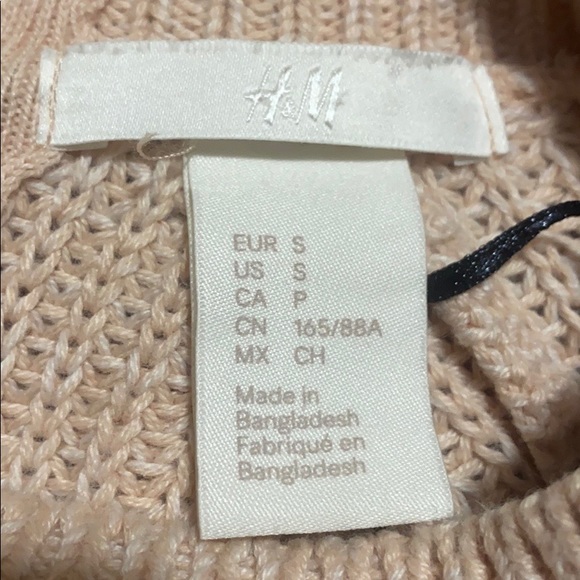 H&M
EUR S
US S
CA P
CN 165/88A
MX CH
Made in
Bangladesh
Fabriqué en
Bangladesh